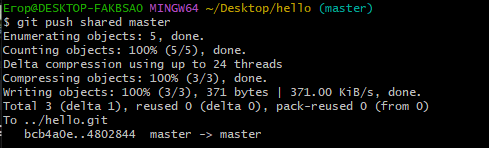 Erop@DESKTOP-FAKBSAO MINGW64 ~/Desktop/hello (master)
$ git push shared master
Enumerating objects: 5, done.
Counting objects: 100% (5/5), done.
Delta compression using up to 24 threads
Compressing objects: 100% (3/3), done.
Writing objects: 100% (3/3), 371 bytes | 371.00 KiB/s, done.
Total 3 (delta 1), reused 0 (delta 0), pack-reused 0 (from 0)
To ../hello.git
   bcb4a0e..4802844  master -> master